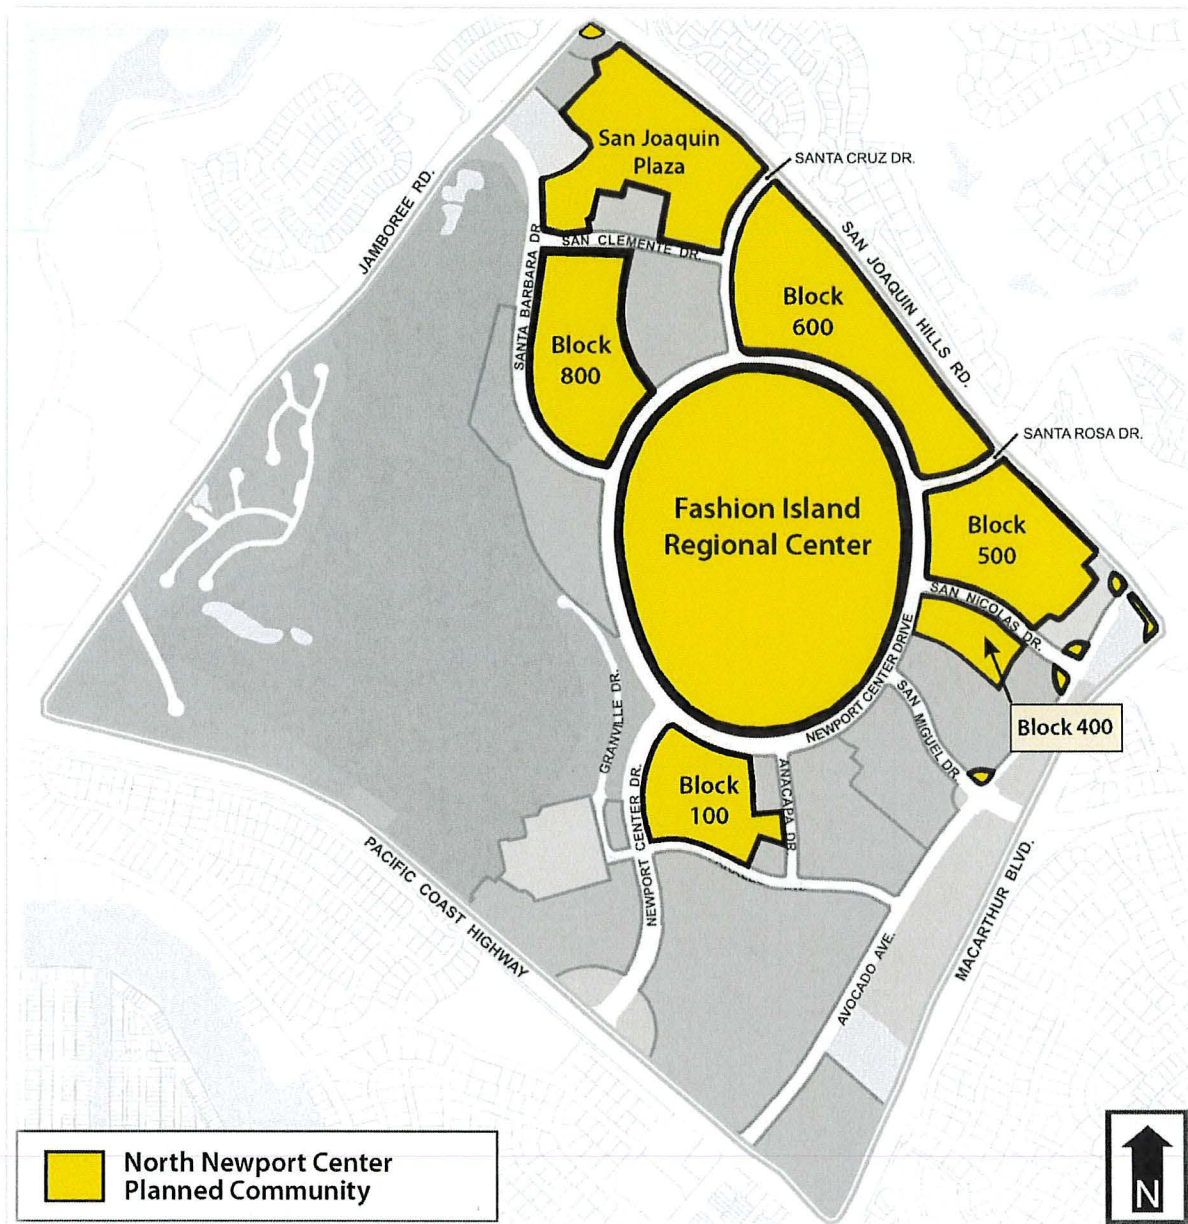 San Joaquin
Plaza
SANTA CRUZ DR.
JAMBOREE RD.
SAN CLEMENTE DR.
SAN JOAQUIN HILLS RD.
SANTA BARBARA DR
Block
600
Block
800
SANTA ROSA DR.
Fashion Island
Regional Center
Block
500
SAN NICOLAS DR.
NEWPORT CENTER DRIVE
SAN MIGUEL DR.
Block 400
GRANVILLE DR.
NEWPORT CENTER DR.
Block
100
ANACAPA DR.
PACIFIC COAST HIGHWAY
AVOCADO AVE.
MACARTHUR BLVD.
North Newport Center
Planned Community
N